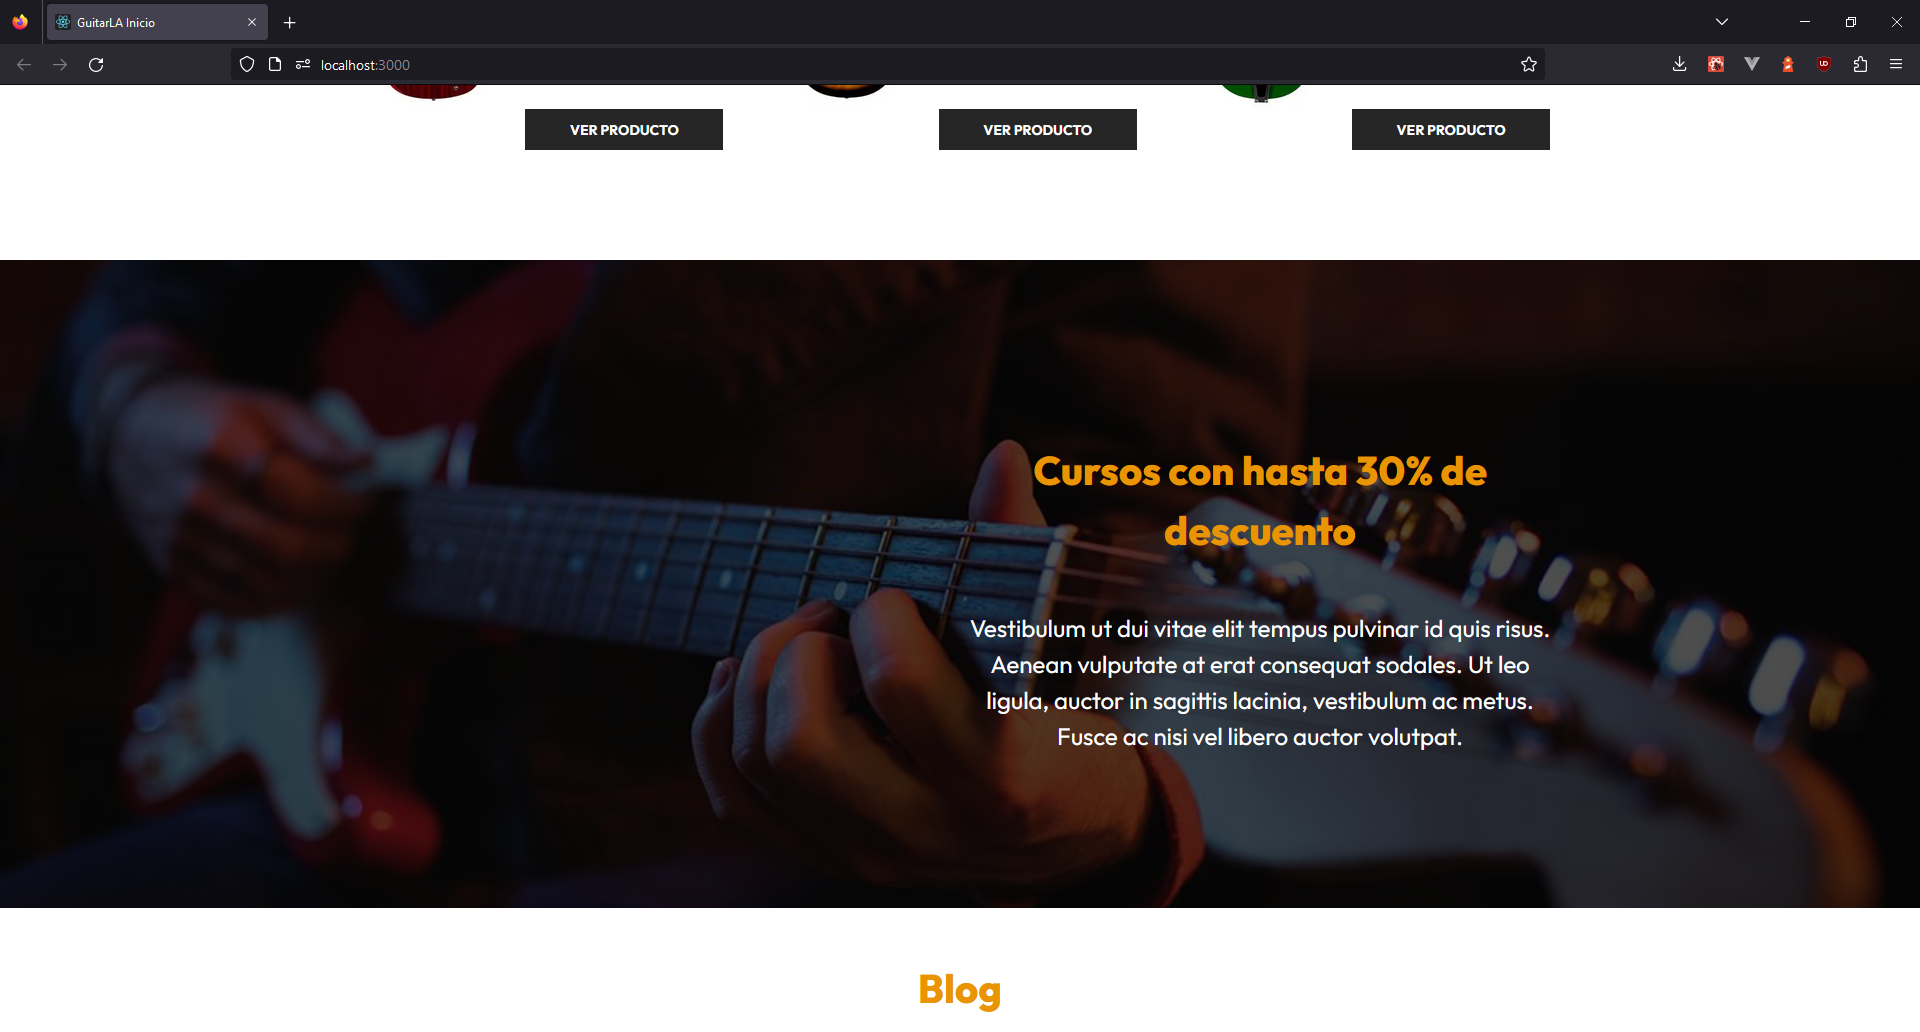 GuitarLA Inicio
localhost:3000
VER PRODUCTO
VER PRODUCTO
VER PRODUCTO
Cursos con hasta 30% de
descuento
Vestibulum ut dui vitae elit tempus pulvinar id quis risus.
Aenean vulputate at erat consequat sodales. Ut leo
ligula, auctor in sagittis lacinia, vestibulum ac metus.
Fusce ac nisi vel libero auctor volutpat.
Blog